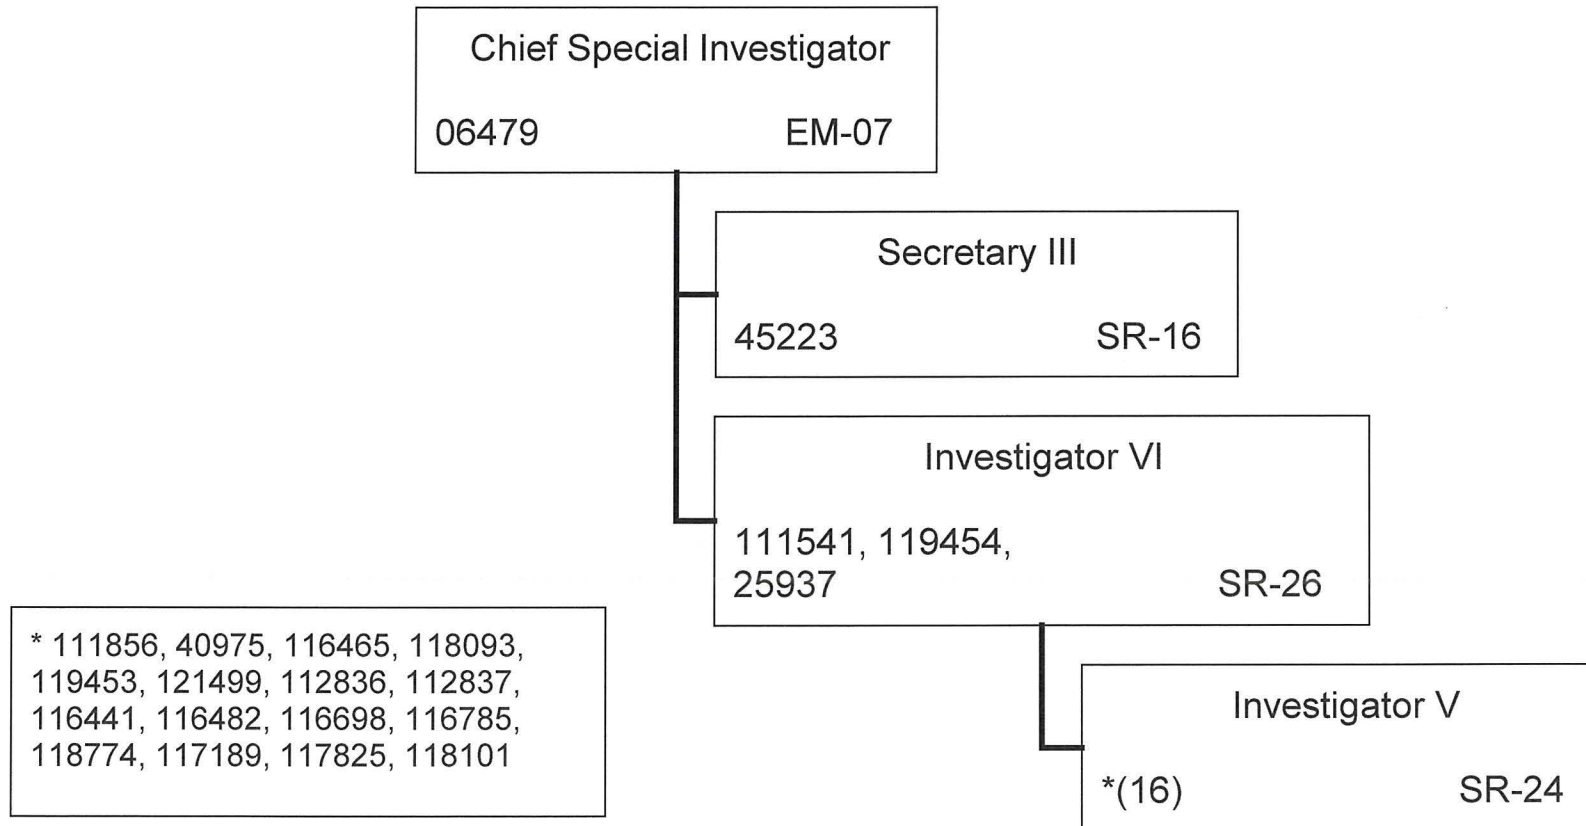 Chief Special Investigator
06479 EM-07
Secretary III
45223 SR-16
Investigator VI
111541, 119454,
25937 SR-26
* 111856, 40975, 116465, 118093,
119453, 121499, 112836, 112837,
116441, 116482, 116698, 116785,
118774, 117189, 117825, 118101
Investigator V
*(16) SR-24